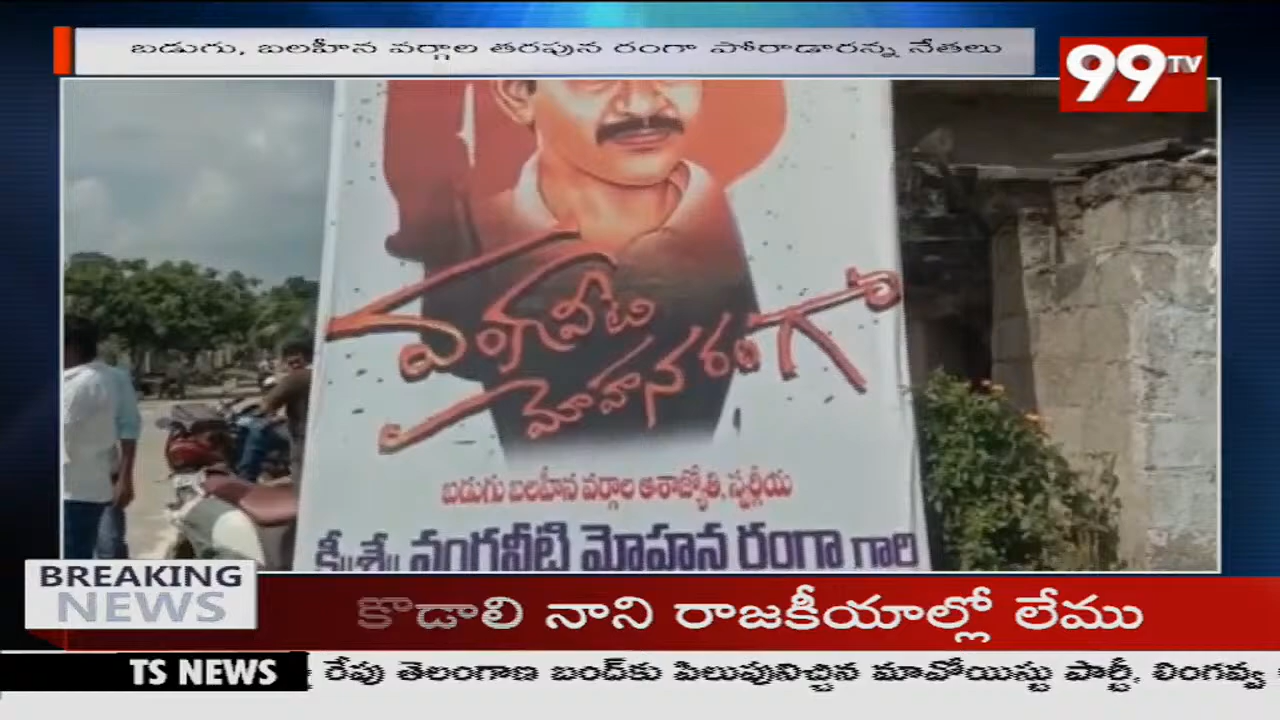 బడుగు, బలహీన వర్గాల తరపున రంగా పోరాడారన్న నేతలు
99TV
వంగవీటి
మోహన రంగా
బడుగు బలహీన వర్గాల ఆశాజ్యోతి, స్వర్గీయ
కీ.శే. వంగవీటి మోహన రంగా గారి
BREAKING
NEWS
కొడాలి నాని రాజకీయాల్లో లేము
TS NEWS
రేపు తెలంగాణ బంద్‌కు పిలుపునిచ్చిన మావోయిస్టు పార్టీ. లింగవ్వ